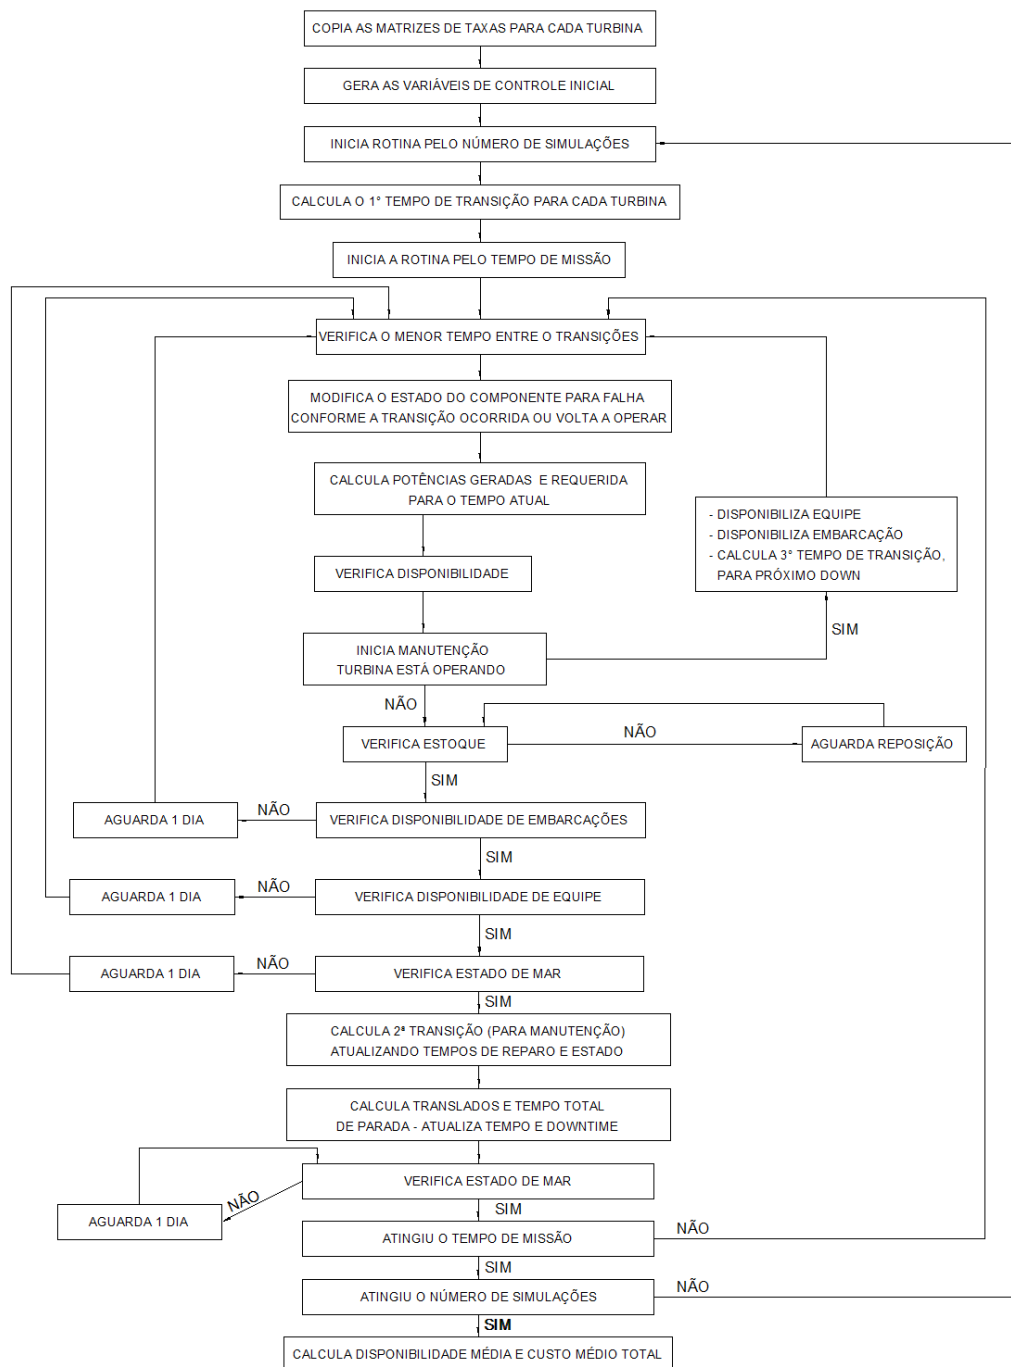 COPIA AS MATRIZES DE TAXAS PARA CADA TURBINA
GERA AS VARIÁVEIS DE CONTROLE INICIAL
INICIA ROTINA PELO NÚMERO DE SIMULAÇÕES
CALCULA O 1° TEMPO DE TRANSIÇÃO PARA CADA TURBINA
INICIA A ROTINA PELO TEMPO DE MISSÃO
VERIFICA O MENOR TEMPO ENTRE O TRANSIÇÕES
MODIFICA O ESTADO DO COMPONENTE PARA FALHA
CONFORME A TRANSIÇÃO OCORRIDA OU VOLTA A OPERAR
CALCULA POTÊNCIAS GERADAS E REQUERIDA
PARA O TEMPO ATUAL
- DISPONIBILIZA EQUIPE
- DISPONIBILIZA EMBARCAÇÃO
- CALCULA 3° TEMPO DE TRANSIÇÃO,
PARA PRÓXIMO DOWN
VERIFICA DISPONIBILIDADE
SIM
INICIA MANUTENÇÃO
TURBINA ESTÁ OPERANDO
NÃO
VERIFICA ESTOQUE
NÃO
AGUARDA REPOSIÇÃO
SIM
AGUARDA 1 DIA
NÃO
VERIFICA DISPONIBILIDADE DE EMBARCAÇÕES
SIM
AGUARDA 1 DIA
NÃO
VERIFICA DISPONIBILIDADE DE EQUIPE
SIM
AGUARDA 1 DIA
NÃO
VERIFICA ESTADO DE MAR
SIM
CALCULA 2ª TRANSIÇÃO (PARA MANUTENÇÃO)
ATUALIZANDO TEMPOS DE REPARO E ESTADO
CALCULA TRANSLADOS E TEMPO TOTAL
DE PARADA - ATUALIZA TEMPO E DOWNTIME
VERIFICA ESTADO DE MAR
NÃO
AGUARDA 1 DIA
SIM
ATINGIU O TEMPO DE MISSÃO
NÃO
SIM
ATINGIU O NÚMERO DE SIMULAÇÕES
NÃO
SIM
CALCULA DISPONIBILIDADE MÉDIA E CUSTO MÉDIO TOTAL